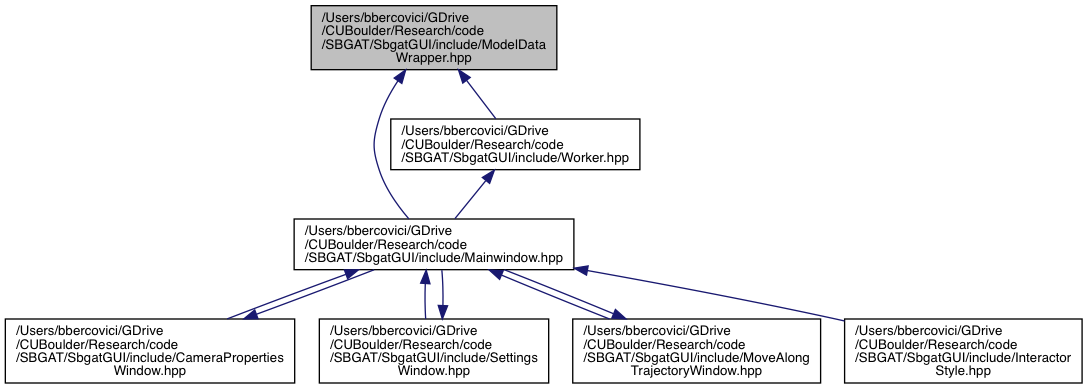 /Users/bbercovici/GDrive
/CUBoulder/Research/code
/SBGAT/SbgatGUI/include/ModelData
Wrapper.hpp
/Users/bbercovici/GDrive
/CUBoulder/Research/code
/SBGAT/SbgatGUI/include/Worker.hpp
/Users/bbercovici/GDrive
/CUBoulder/Research/code
/SBGAT/SbgatGUI/include/Mainwindow.hpp
/Users/bbercovici/GDrive
/CUBoulder/Research/code
/SBGAT/SbgatGUI/include/CameraProperties
Window.hpp
/Users/bbercovici/GDrive
/CUBoulder/Research/code
/SBGAT/SbgatGUI/include/Settings
Window.hpp
/Users/bbercovici/GDrive
/CUBoulder/Research/code
/SBGAT/SbgatGUI/include/MoveAlong
TrajectoryWindow.hpp
/Users/bbercovici/GDrive
/CUBoulder/Research/code
/SBGAT/SbgatGUI/include/Interactor
Style.hpp